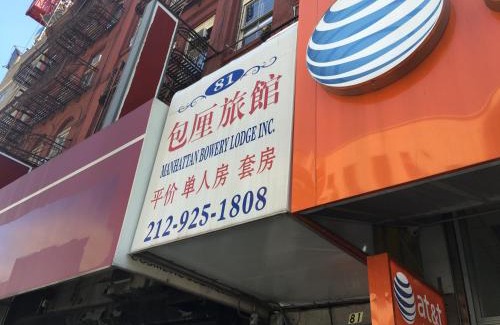 81
包厘旅館
MANHATTAN BOWERY LODGE INC.
平价 单人房 套房
212-925-1808
at&t
81